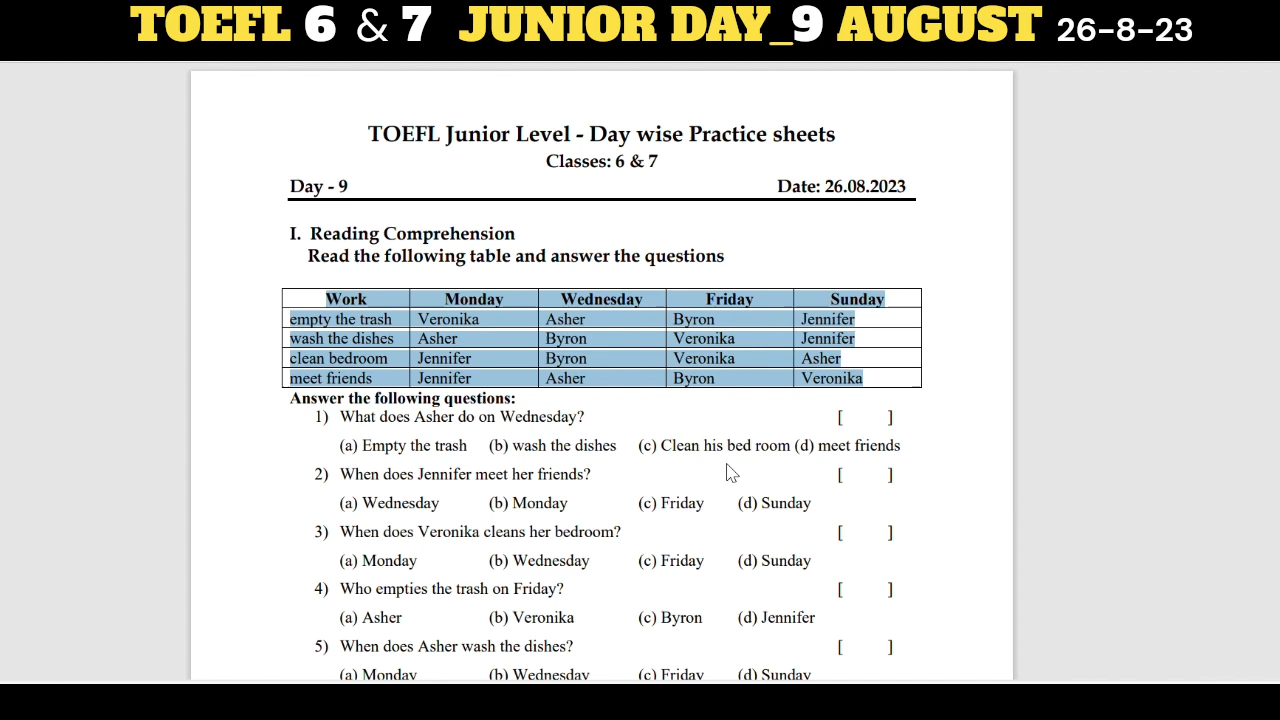 TOEFL 6 & 7 JUNIOR DAY_9 AUGUST 26-8-23
TOEFL Junior Level - Day wise Practice sheets
Classes: 6 & 7
Day - 9 Date: 26.08.2023
I. Reading Comprehension
Read the following table and answer the questions
Work Monday Wednesday Friday Sunday
empty the trash Veronika Asher Byron Jennifer
wash the dishes Asher Byron Veronika Jennifer
clean bedroom Jennifer Byron Veronika Asher
meet friends Jennifer Asher Byron Veronika
Answer the following questions:
1) What does Asher do on Wednesday? [ ]
(a) Empty the trash (b) wash the dishes (c) Clean his bed room (d) meet friends
2) When does Jennifer meet her friends? [ ]
(a) Wednesday (b) Monday (c) Friday (d) Sunday
3) When does Veronika cleans her bedroom? [ ]
(a) Monday (b) Wednesday (c) Friday (d) Sunday
4) Who empties the trash on Friday? [ ]
(a) Asher (b) Veronika (c) Byron (d) Jennifer
5) When does Asher wash the dishes? [ ]
(a) Monday (b) Wednesday (c) Friday (d) Sunday